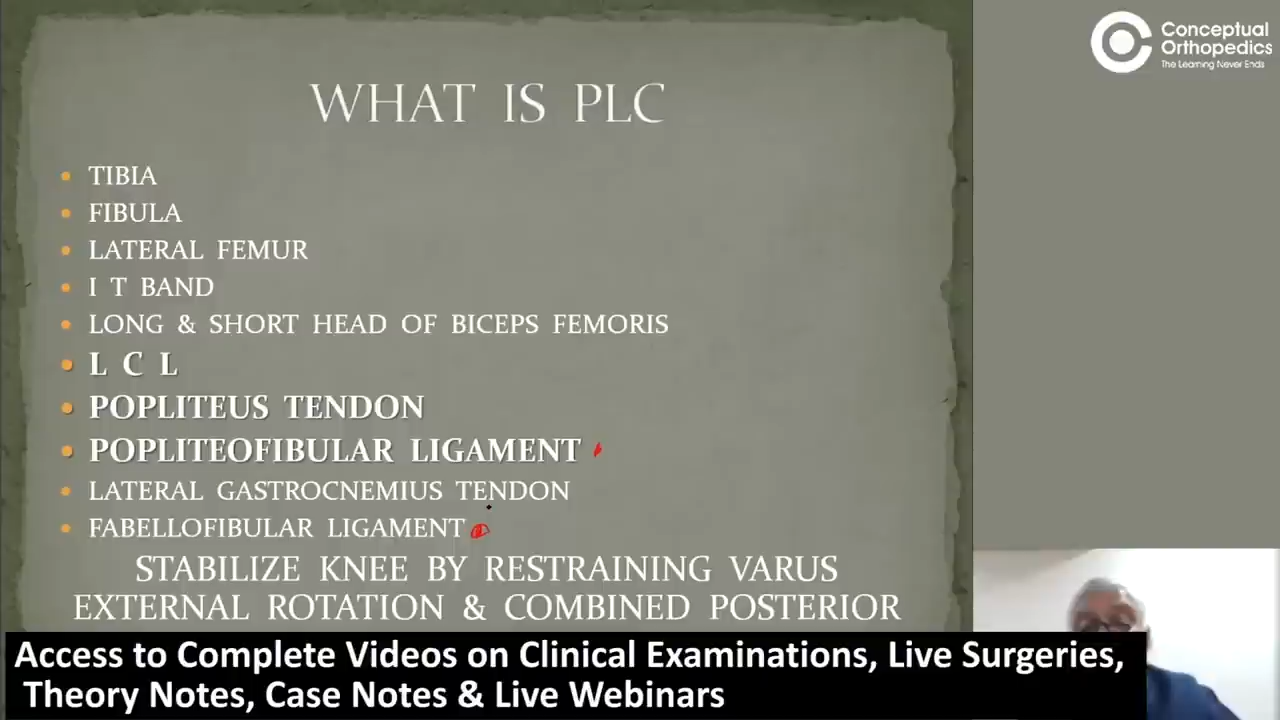 Conceptual
Orthopedics
The Learning Never Ends
WHAT IS PLC
• TIBIA
• FIBULA
• LATERAL FEMUR
• I T BAND
• LONG & SHORT HEAD OF BICEPS FEMORIS
• L C L
• POPLITEUS TENDON
• POPLITEOFIBULAR LIGAMENT
• LATERAL GASTROCNEMIUS TENDON
• FABELLOFIBULAR LIGAMENT
STABILIZE KNEE BY RESTRAINING VARUS
EXTERNAL ROTATION & COMBINED POSTERIOR
Access to Complete Videos on Clinical Examinations, Live Surgeries,
Theory Notes, Case Notes & Live Webinars